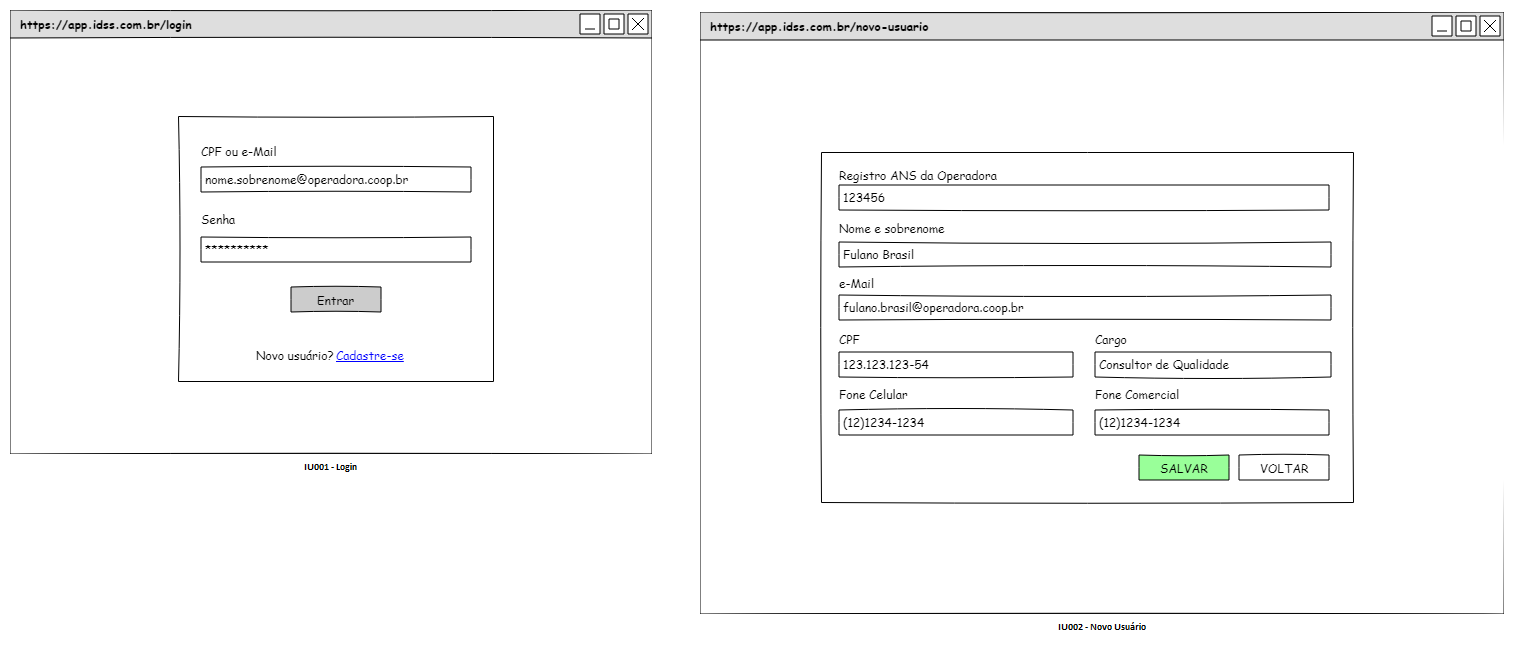 https://app.idss.com.br/login
CPF ou e-Mail
nome.sobrenome@operadora.coop.br
Senha
**********
Entrar
Novo usuário? Cadastre-se
IU001 - Login
https://app.idss.com.br/novo-usuario
Registro ANS da Operadora
123456
Nome e sobrenome
Fulano Brasil
e-Mail
fulano.brasil@operadora.coop.br
CPF Cargo
123.123.123-54 Consultor de Qualidade
Fone Celular Fone Comercial
(12)1234-1234 (12)1234-1234
SALVAR VOLTAR
IU002 - Novo Usuário